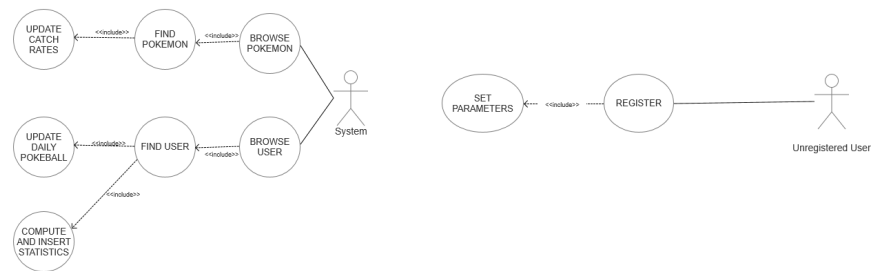 UPDATE
CATCH
RATES
<<include>>
FIND
POKEMON
<<include>>
BROWSE
POKEMON
System
UPDATE
DAILY
POKEBALL
<<include>>
FIND USER
<<include>>
BROWSE
USER
<<include>>
COMPUTE
AND INSERT
STATISTICS
SET
PARAMETERS
<<include>>
REGISTER
Unregistered User